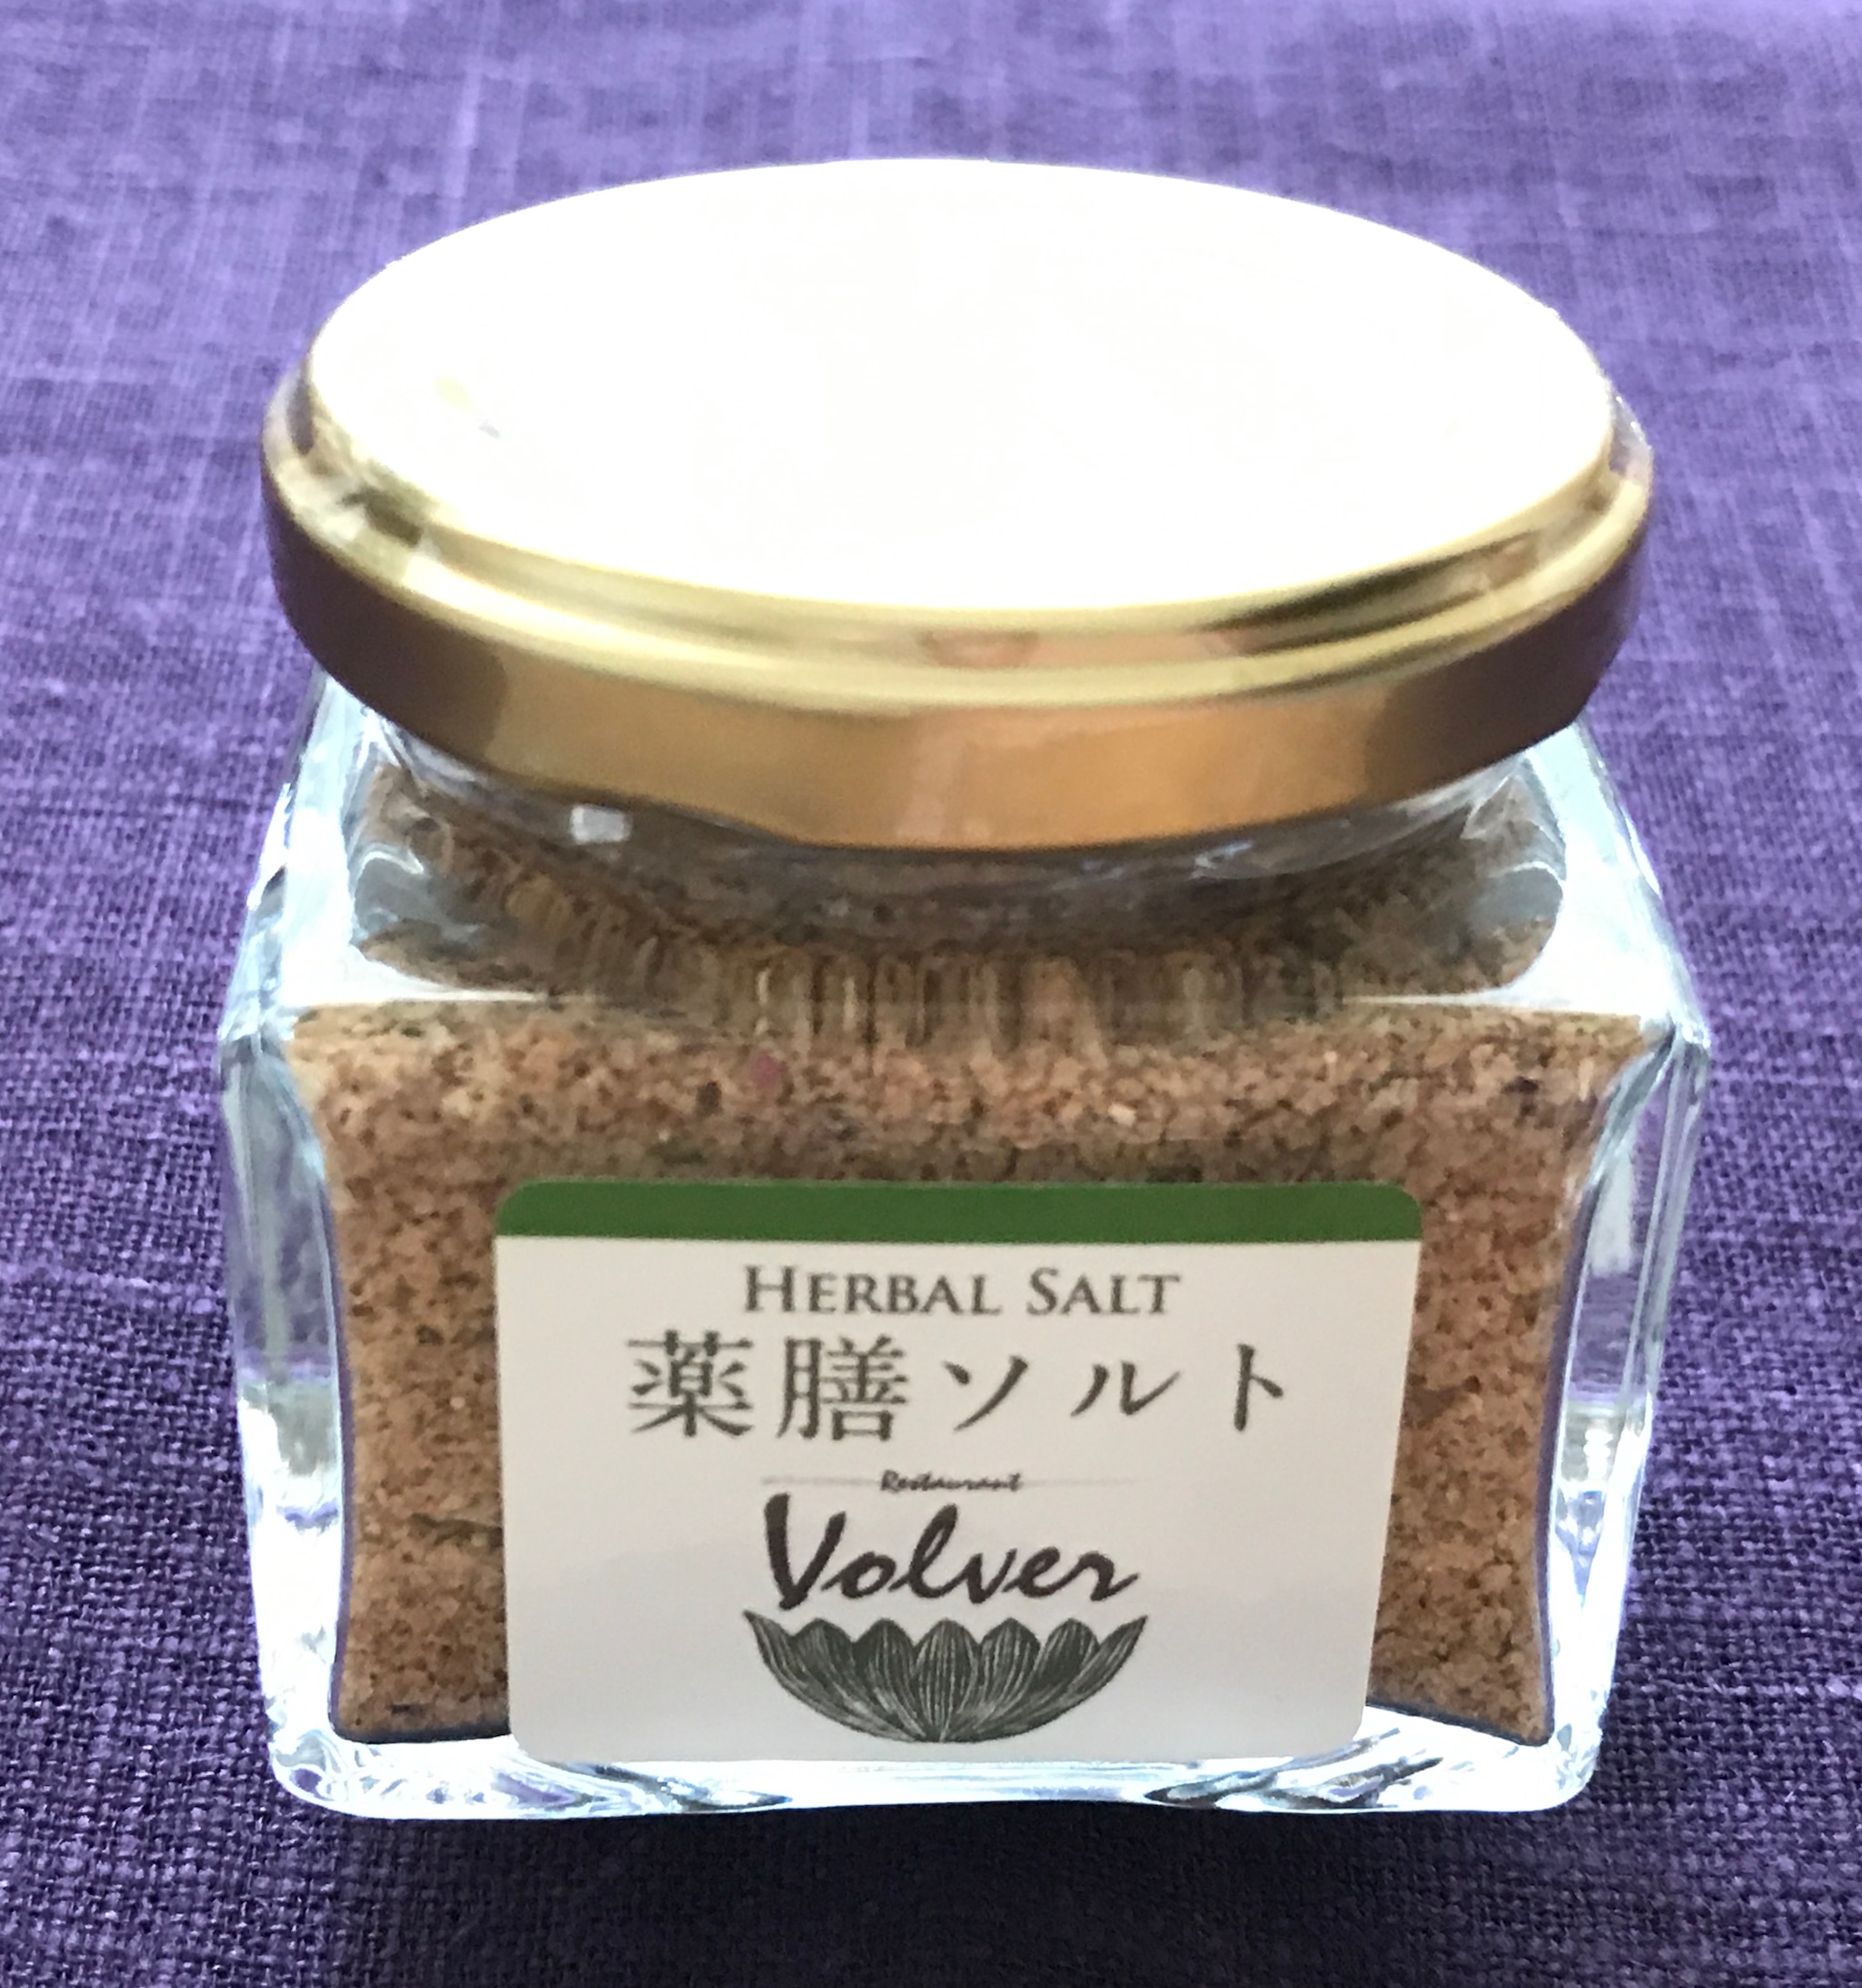 HERBAL SALT
薬膳ソルト
Restaurant
Volver